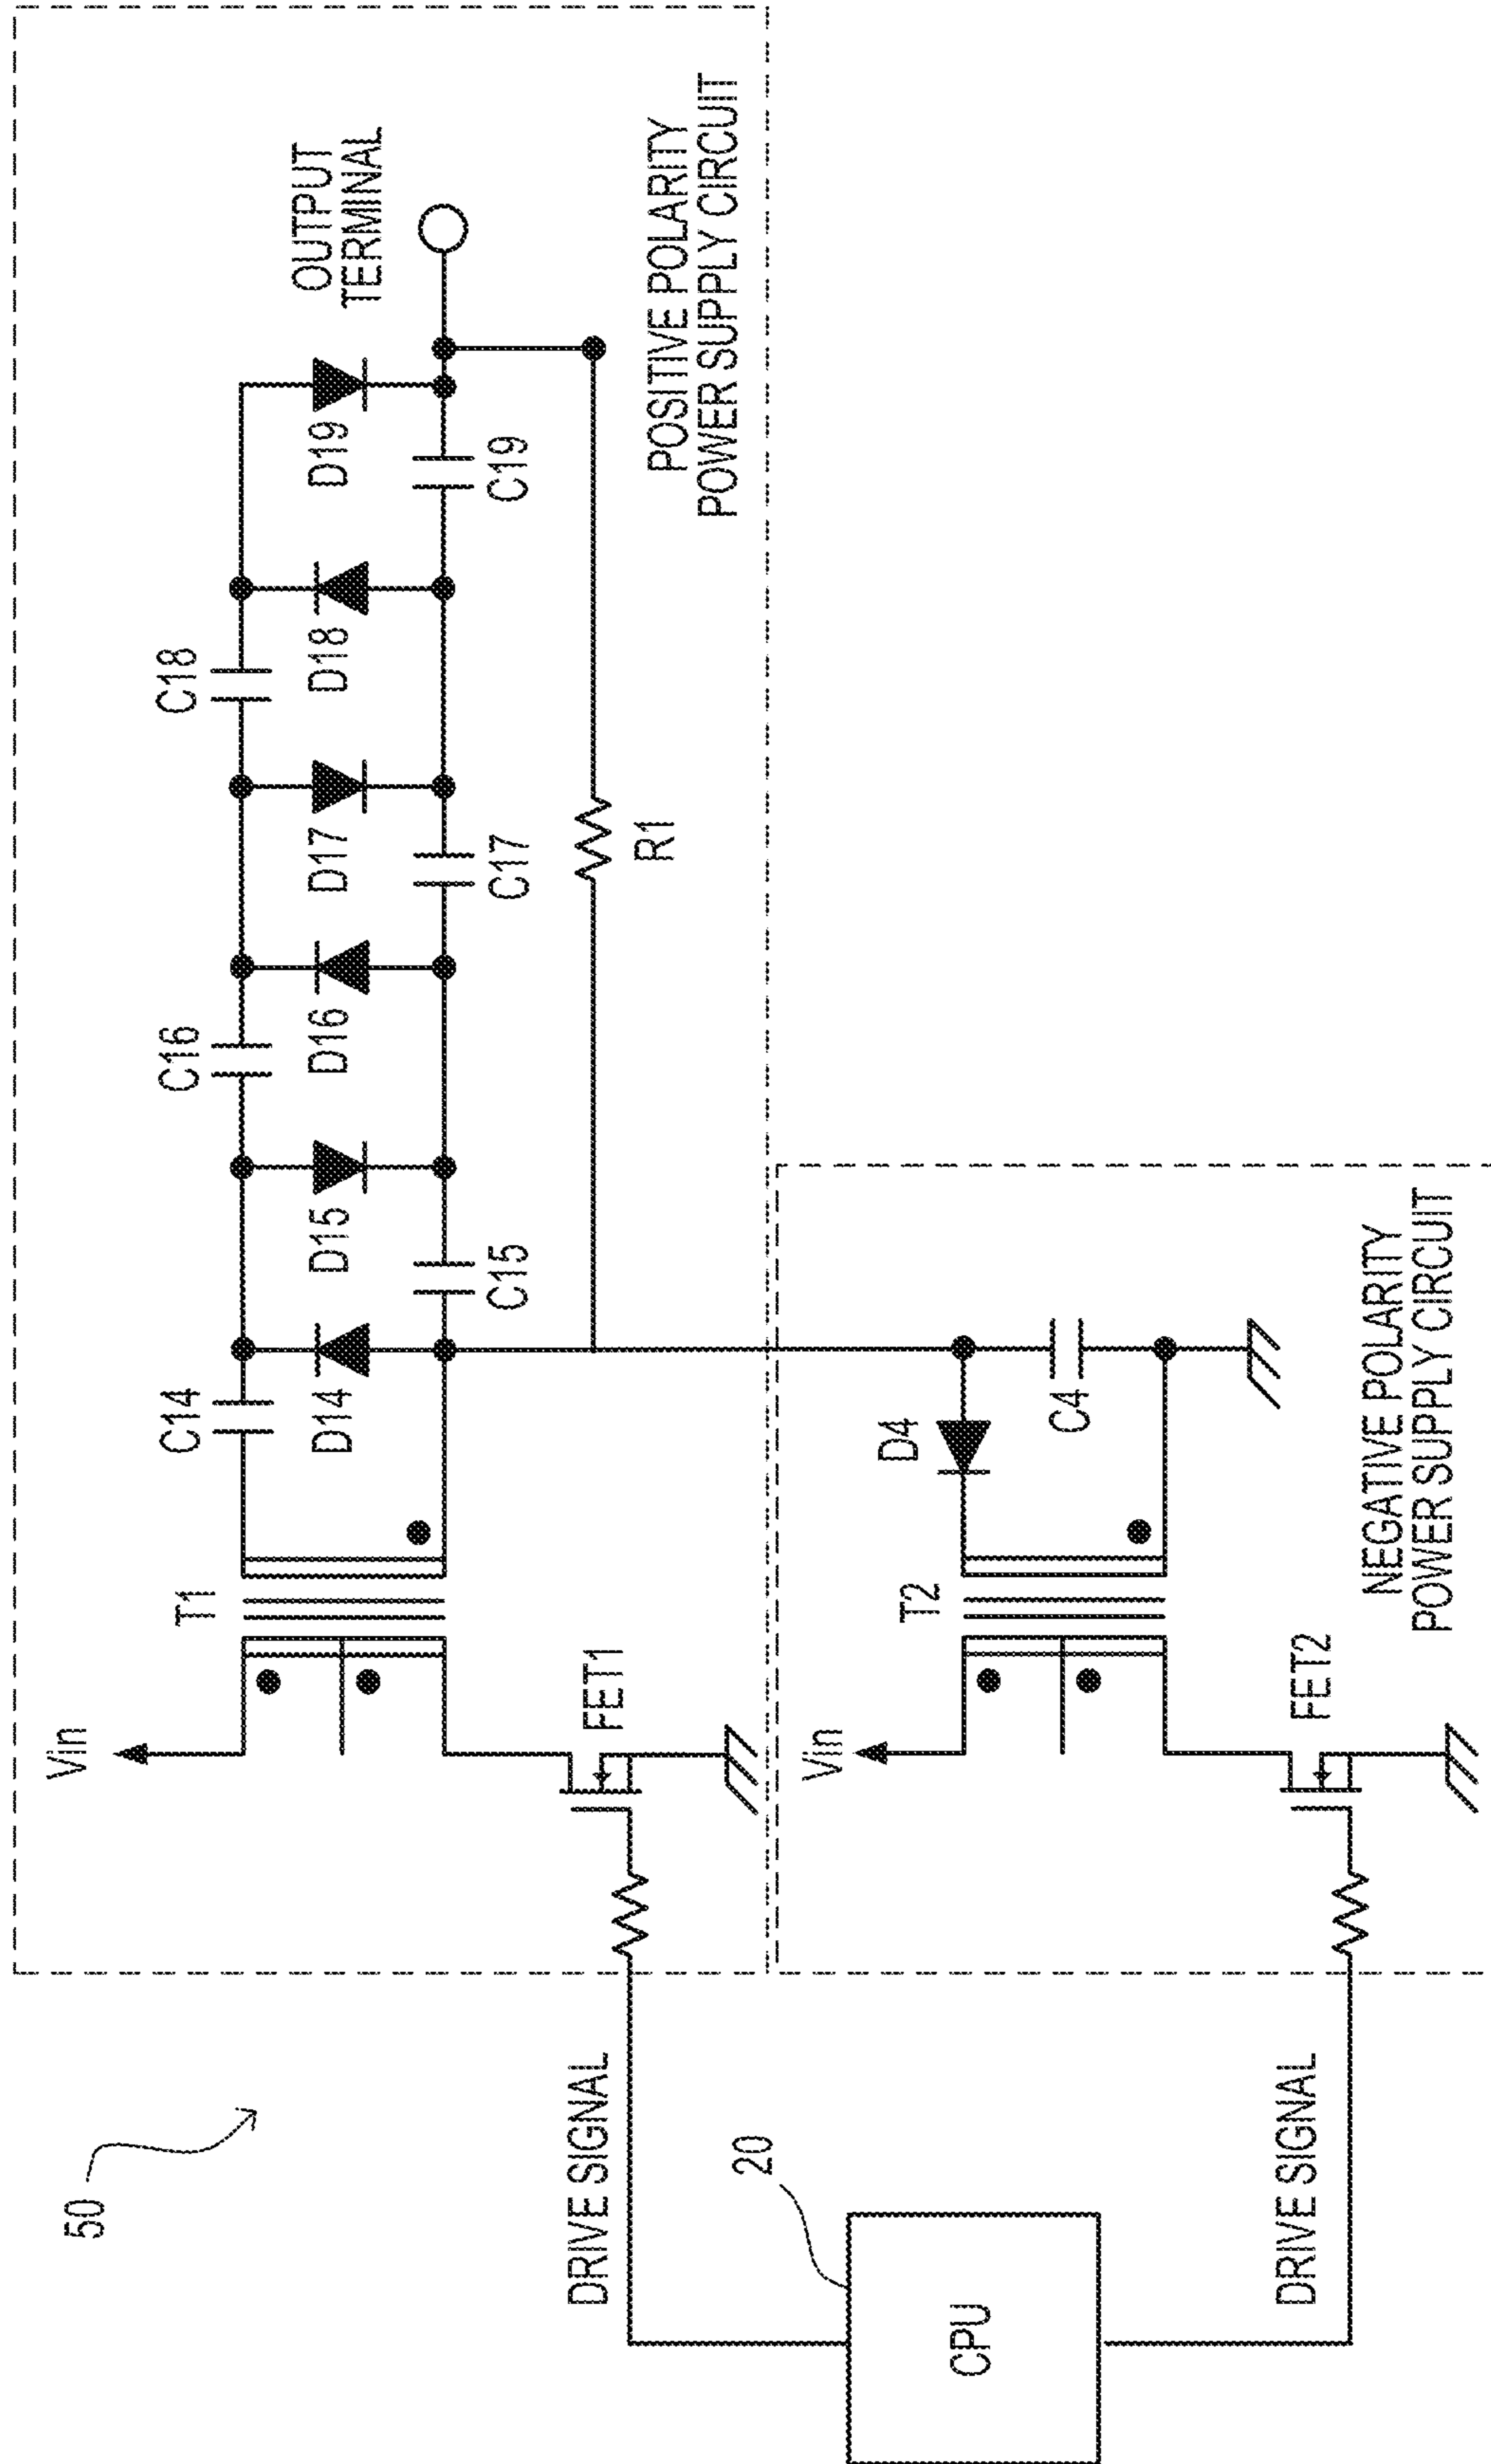 50
Vin
T1
C14
C16
C18
OUTPUT
TERMINAL
D14
D15
D16
D17
D18
D19
C15
C17
C19
FET1
R1
POSITIVE POLARITY
POWER SUPPLY CIRCUIT
DRIVE SIGNAL
20
CPU
Vin
T2
D4
C4
FET2
DRIVE SIGNAL
NEGATIVE POLARITY
POWER SUPPLY CIRCUIT